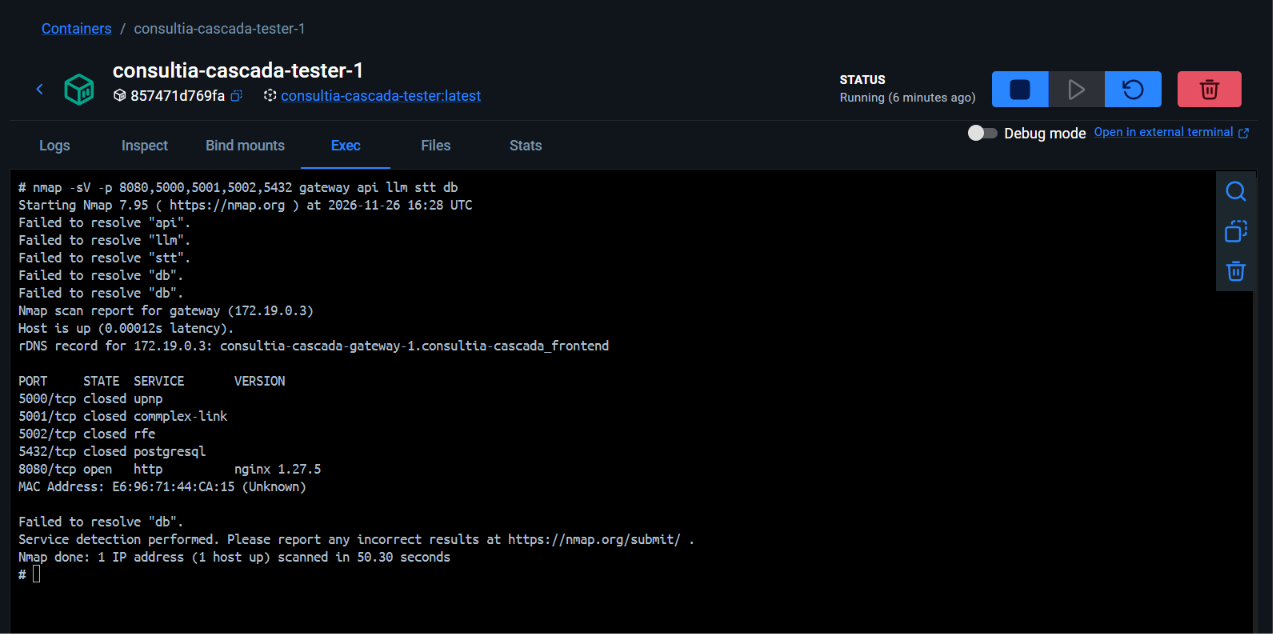 Containers / consultia-cascada-tester-1
consultia-cascada-tester-1
857471d769fa consultia-cascada-tester:latest
STATUS
Running (6 minutes ago)
Debug mode Open in external terminal
Logs Inspect Bind mounts Exec Files Stats
# nmap -sV -p 8080,5000,5001,5002,5432 gateway api llm stt db
Starting Nmap 7.95 ( https://nmap.org ) at 2026-11-26 16:28 UTC
Failed to resolve "api".
Failed to resolve "llm".
Failed to resolve "stt".
Failed to resolve "db".
Failed to resolve "db".
Nmap scan report for gateway (172.19.0.3)
Host is up (0.00012s latency).
rDNS record for 172.19.0.3: consultia-cascada-gateway-1.consultia-cascada_frontend
PORT     STATE  SERVICE       VERSION
5000/tcp closed upnp
5001/tcp closed commplex-link
5002/tcp closed rfe
5432/tcp closed postgresql
8080/tcp open   http          nginx 1.27.5
MAC Address: E6:96:71:44:CA:15 (Unknown)
Failed to resolve "db".
Service detection performed. Please report any incorrect results at https://nmap.org/submit/ .
Nmap done: 1 IP address (1 host up) scanned in 50.30 seconds
#